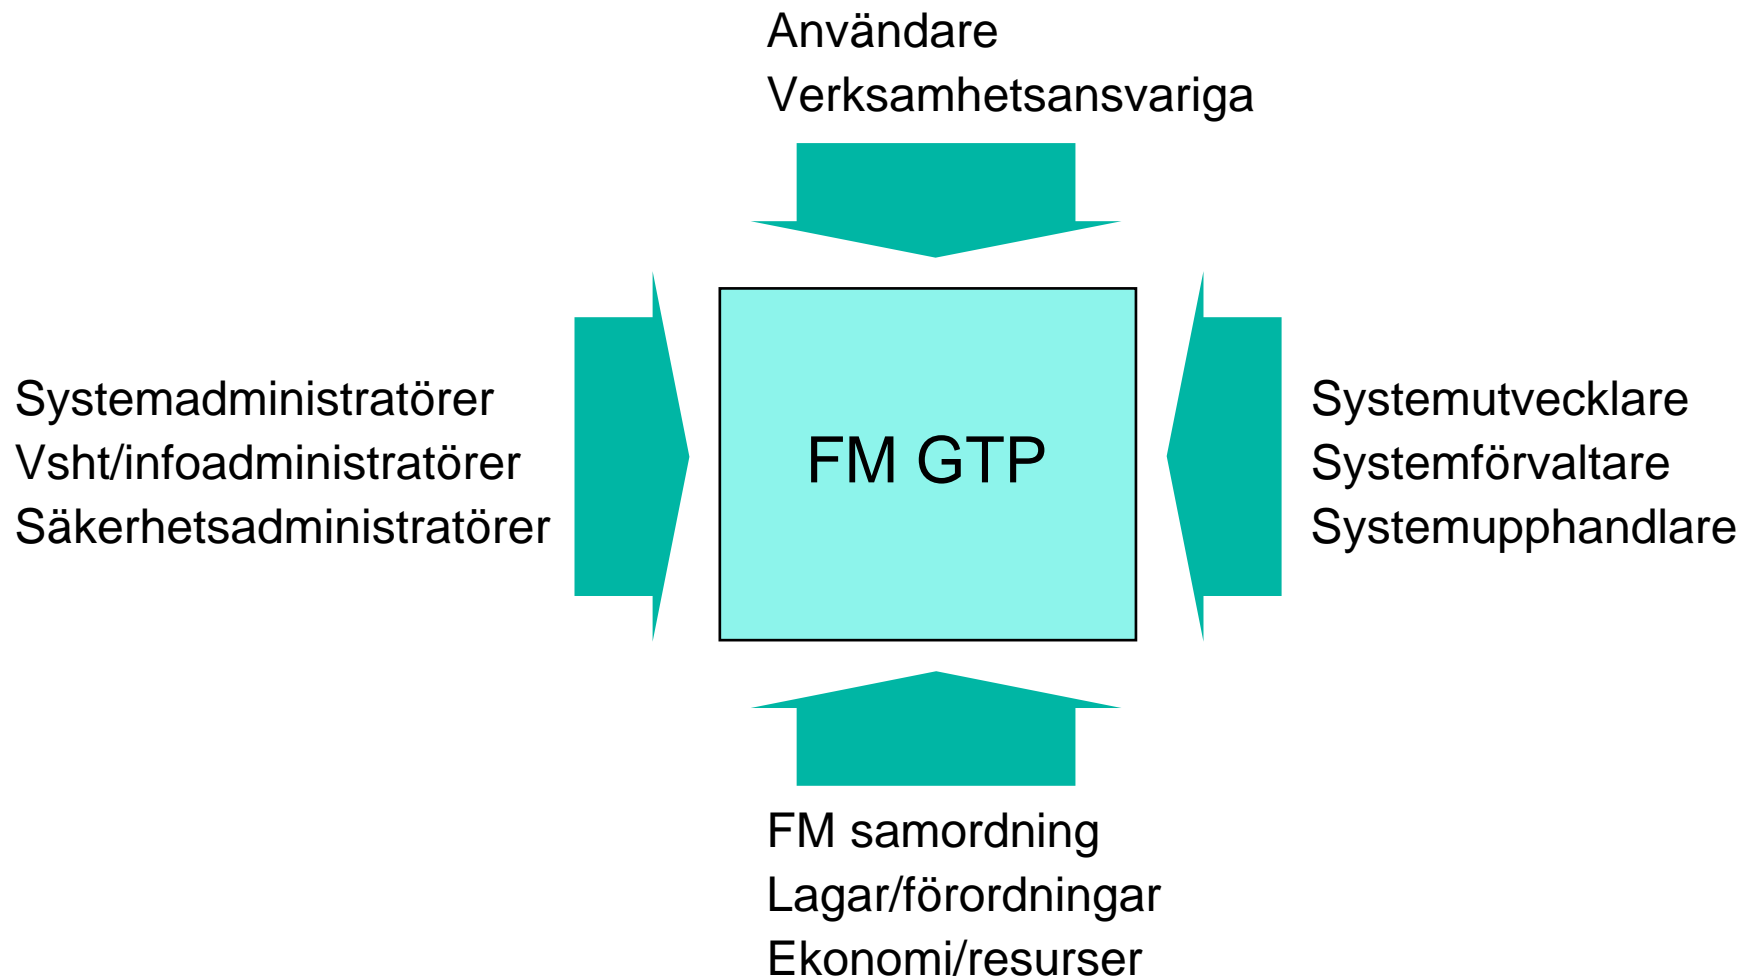 Användare
Verksamhetsansvariga
Systemadministratörer
Vsht/infoadministratörer
Säkerhetsadministratörer
FM GTP
Systemutvecklare
Systemförvaltare
Systemupphandlare
FM samordning
Lagar/förordningar
Ekonomi/resurser